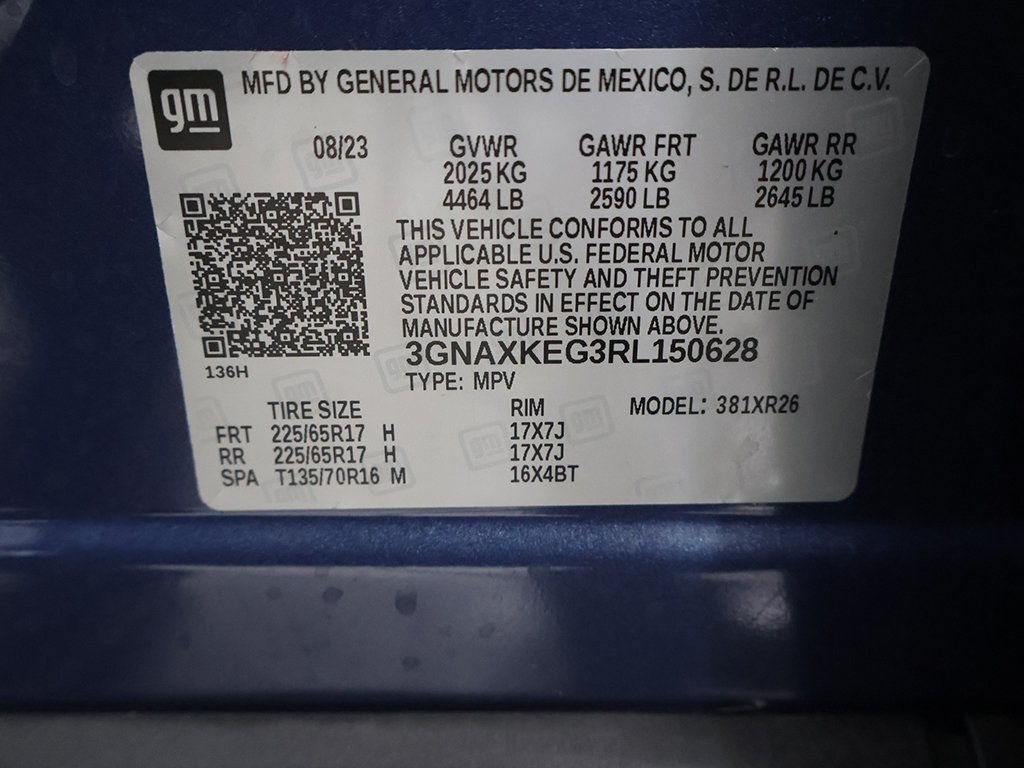 gm
MFD BY GENERAL MOTORS DE MEXICO, S. DE R.L. DE C.V.
08/23 GVWR GAWR FRT GAWR RR
2025 KG 1175 KG 1200 KG
4464 LB 2590 LB 2645 LB
THIS VEHICLE CONFORMS TO ALL
APPLICABLE U.S. FEDERAL MOTOR
VEHICLE SAFETY AND THEFT PREVENTION
STANDARDS IN EFFECT ON THE DATE OF
MANUFACTURE SHOWN ABOVE.
3GNAXKEG3RL150628
136H
TYPE: MPV
TIRE SIZE RIM MODEL: 381XR26
FRT 225/65R17 H 17X7J
RR 225/65R17 H 17X7J
SPA T135/70R16 M 16X4BT